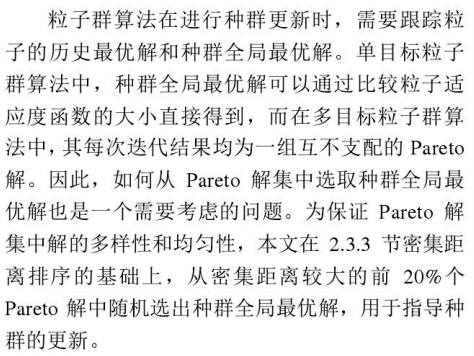 粒子群算法在进行种群更新时，需要跟踪粒
子的历史最优解和种群全局最优解。单目标粒子
群算法中，种群全局最优解可以通过比较粒子适
应度函数的大小直接得到，而在多目标粒子群算
法中，其每次迭代结果均为一组互不支配的 Pareto
解。因此，如何从 Pareto 解集中选取种群全局最
优解也是一个需要考虑的问题。为保证 Pareto 解
集中解的多样性和均匀性，本文在 2.3.3 节密集距
离排序的基础上，从密集距离较大的前 20%个
Pareto 解中随机选出种群全局最优解，用于指导种
群的更新。